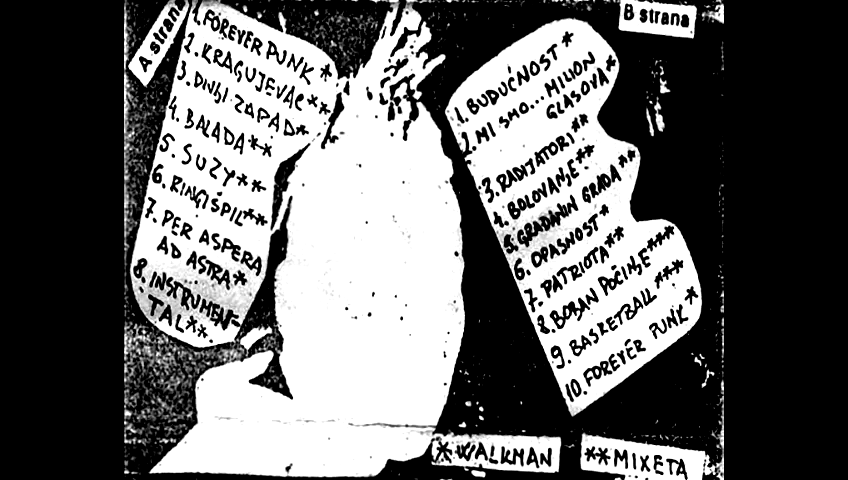 A strana
1. FOREVER PUNK *
2. KRAGUJEVAC **
3. DIVLJI ZAPAD *
4. BALADA **
5. SUZY **
6. RINGIŠPIL **
7. PER ASPERA
AD ASTRA *
8. INSTRUMEN=
TAL **
B strana
1. BUDUĆNOST *
2. MI SMO... MILION
GLASOVA *
3. RADIJATORI **
4. BOLOVANJE **
5. GRAĐANIN GRADA **
6. OPASNOST *
7. PATRIOTA **
8. BOBAN POČINJE ***
9. BASKETBALL ***
10. FOREVER PUNK *
* WALKMAN
** MIXETA